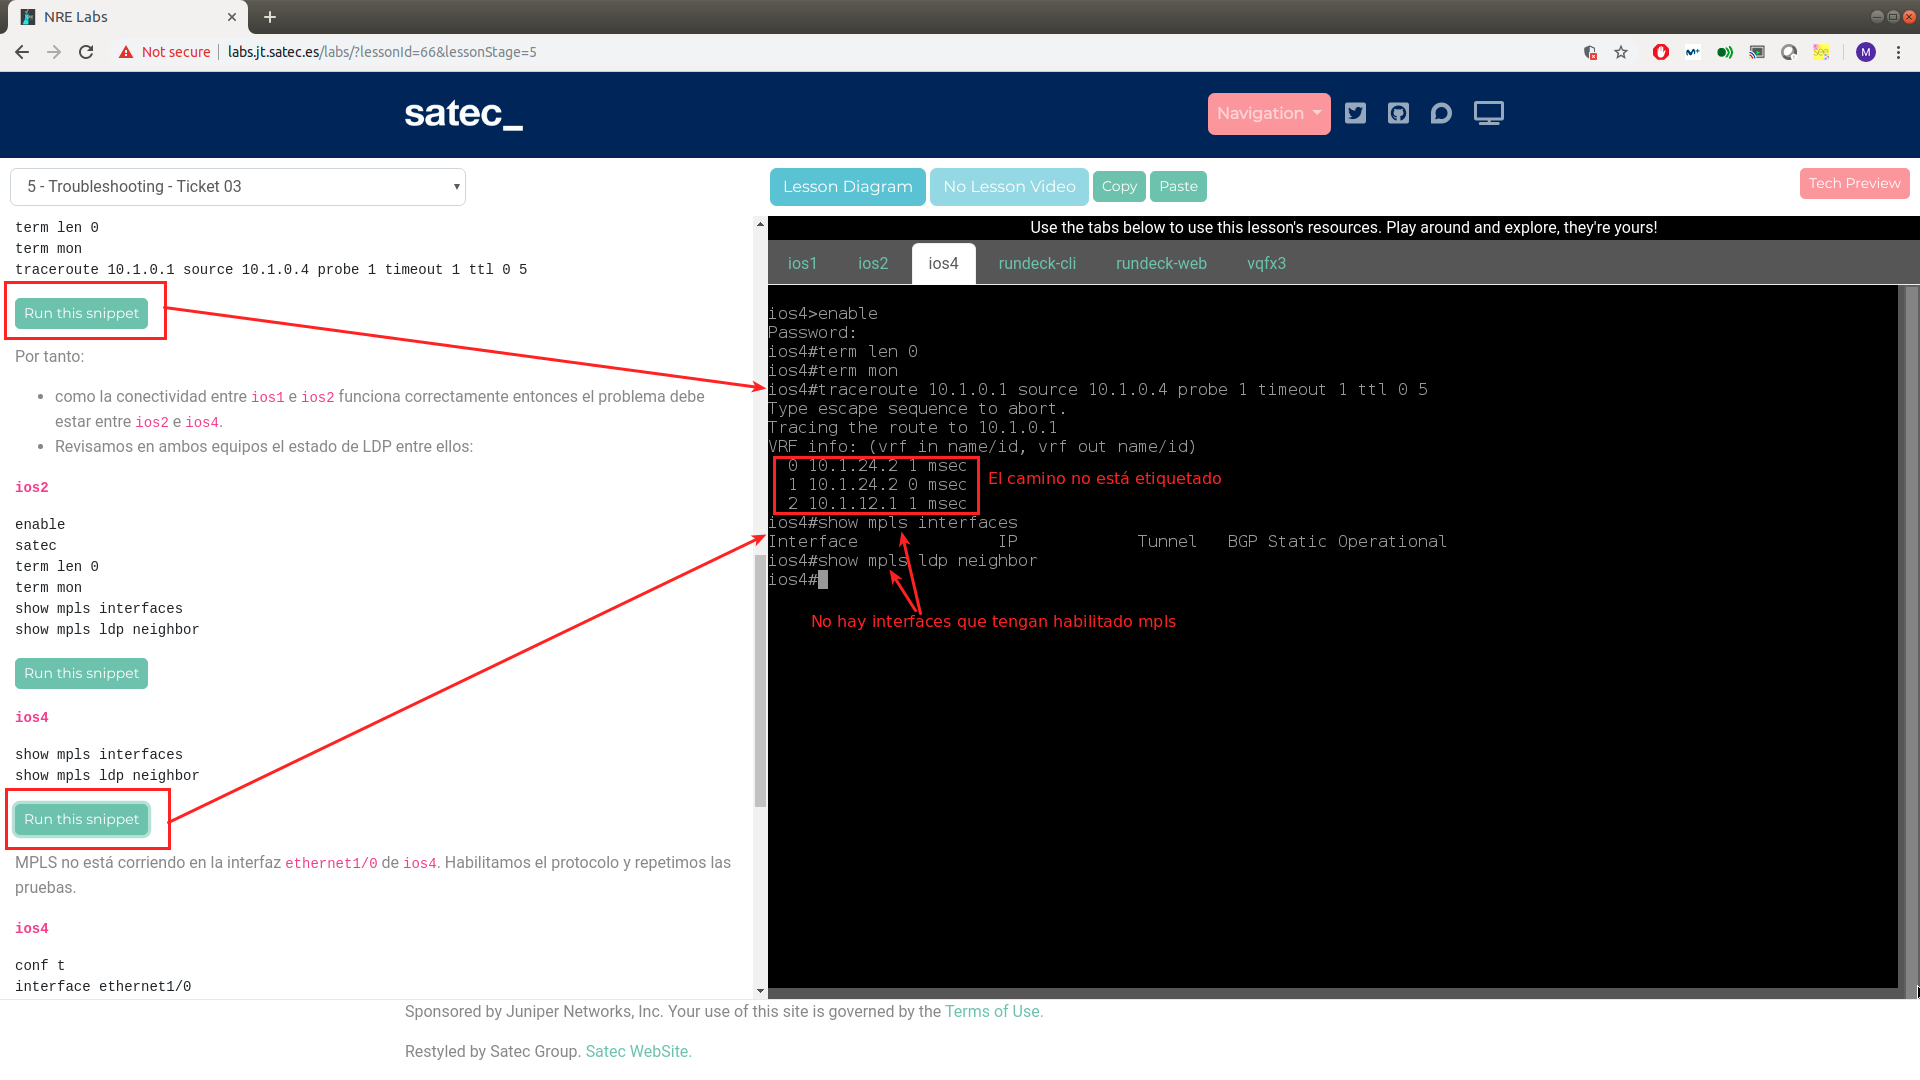 NRE Labs
Not secure
labs.jt.satec.es/labs/?lessonId=66&lessonStage=5
M
satec_
Navigation
5 - Troubleshooting - Ticket 03
Lesson Diagram
No Lesson Video
Copy
Paste
Tech Preview
term len 0
term mon
traceroute 10.1.0.1 source 10.1.0.4 probe 1 timeout 1 ttl 0 5
Run this snippet
Por tanto:
como la conectividad entre ios1 e ios2 funciona correctamente entonces el problema debe
estar entre ios2 e ios4.
Revisamos en ambos equipos el estado de LDP entre ellos:
ios2
enable
satec
term len 0
term mon
show mpls interfaces
show mpls ldp neighbor
Run this snippet
ios4
show mpls interfaces
show mpls ldp neighbor
Run this snippet
MPLS no está corriendo en la interfaz ethernet1/0 de ios4. Habilitamos el protocolo y repetimos las
pruebas.
ios4
conf t
interface ethernet1/0
Use the tabs below to use this lesson's resources. Play around and explore, they're yours!
ios1 ios2 ios4 rundeck-cli rundeck-web vqfx3
ios4>enable
Password:
ios4#term len 0
ios4#term mon
ios4#traceroute 10.1.0.1 source 10.1.0.4 probe 1 timeout 1 ttl 0 5
Type escape sequence to abort.
Tracing the route to 10.1.0.1
VRF info: (vrf in name/id, vrf out name/id)
0 10.1.24.2 1 msec
1 10.1.24.2 0 msec
2 10.1.12.1 1 msec
El camino no está etiquetado
ios4#show mpls interfaces
Interface IP Tunnel BGP Static Operational
ios4#show mpls ldp neighbor
ios4#
No hay interfaces que tengan habilitado mpls
Sponsored by Juniper Networks, Inc. Your use of this site is governed by the Terms of Use.
Restyled by Satec Group. Satec WebSite.